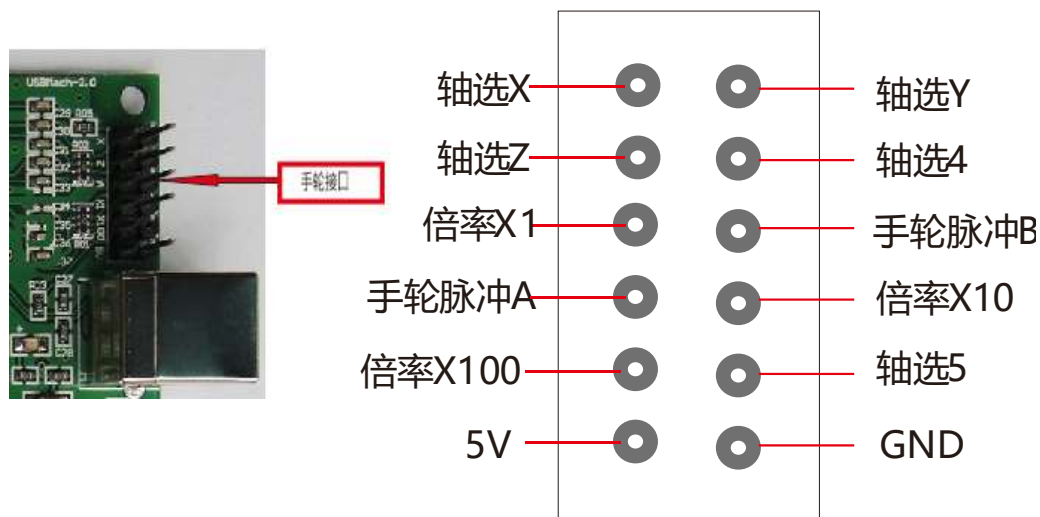 USBMach-2.0
手轮接口
轴选X
轴选Y
轴选Z
轴选4
倍率X1
手轮脉冲B
手轮脉冲A
倍率X10
倍率X100
轴选5
5V
GND